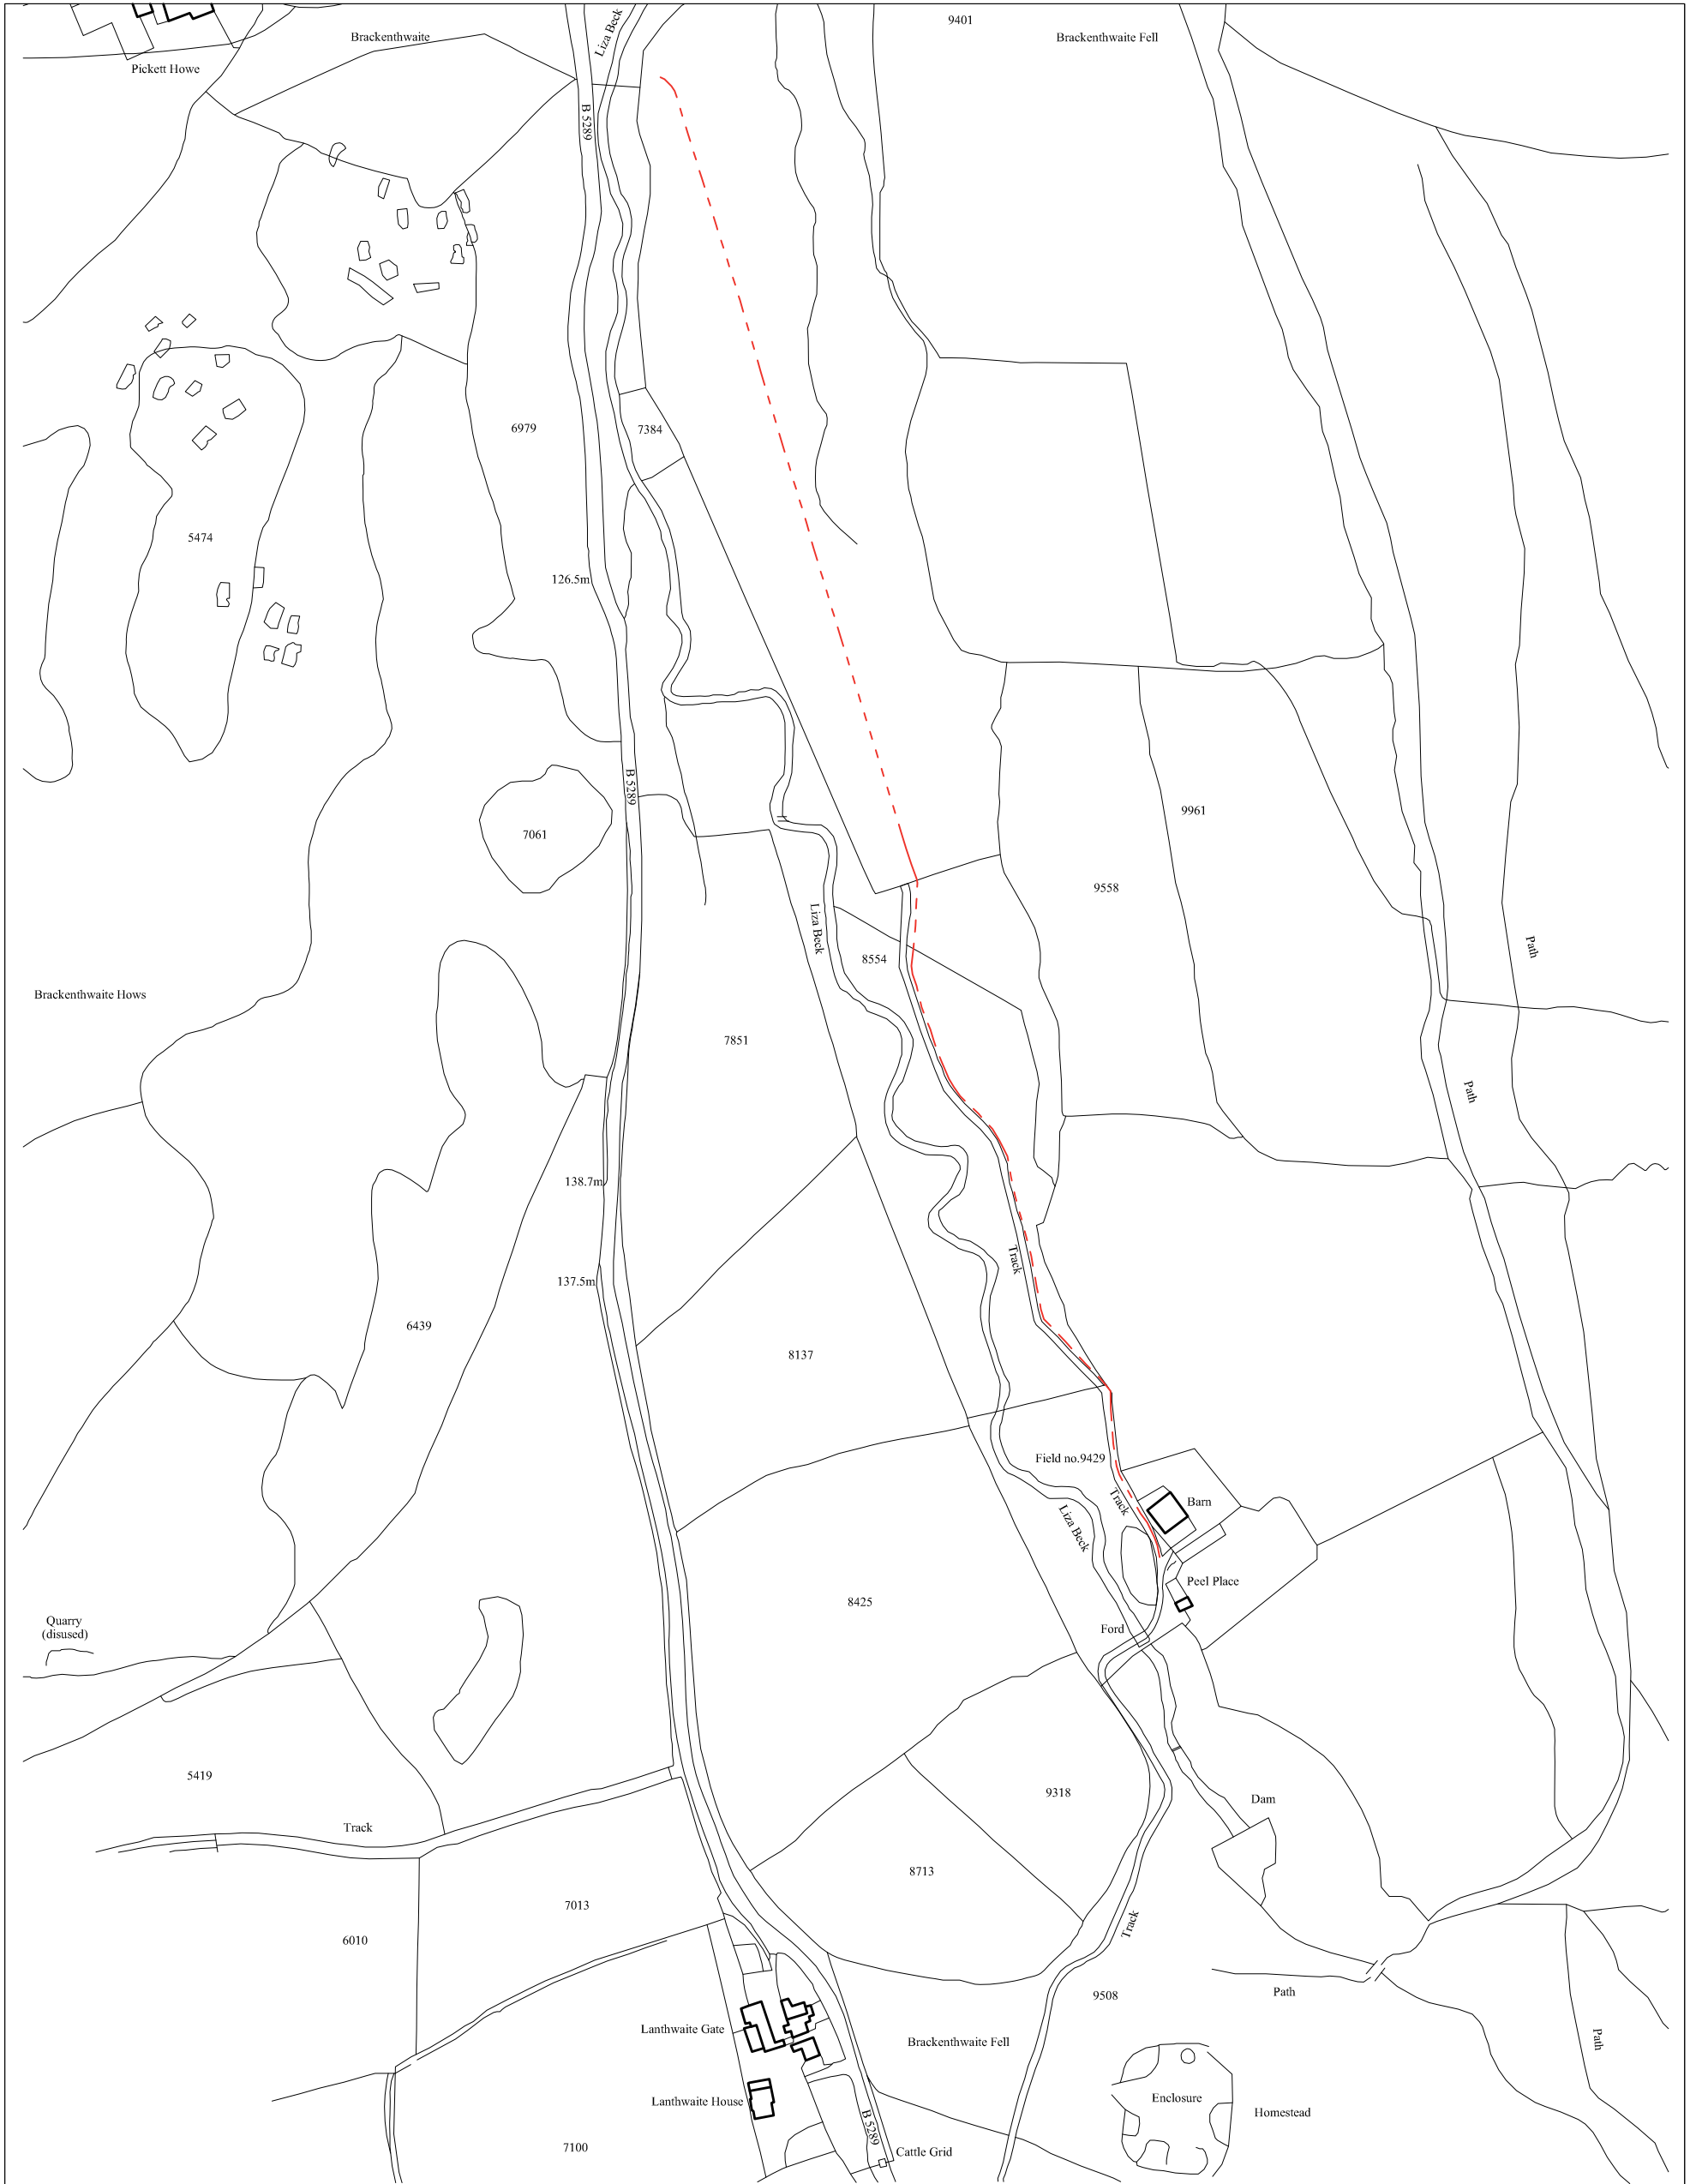 9401
Liza Beck
Brackenthwaite
Brackenthwaite Fell
Pickett Howe
B 5289
6979
7384
5474
126.5m
B 5289
9961
7061
9558
Liza Beck
8554
Path
Brackenthwaite Hows
7851
Path
138.7m
Track
137.5m
6439
8137
Field no.9429
Track
Barn
Liza Beck
Peel Place
8425
Quarry
(disused)
Ford
5419
9318
Dam
Track
8713
7013
Track
6010
9508
Path
Lanthwaite Gate
Brackenthwaite Fell
Path
Enclosure
Lanthwaite House
Homestead
B 5289
7100
Cattle Grid